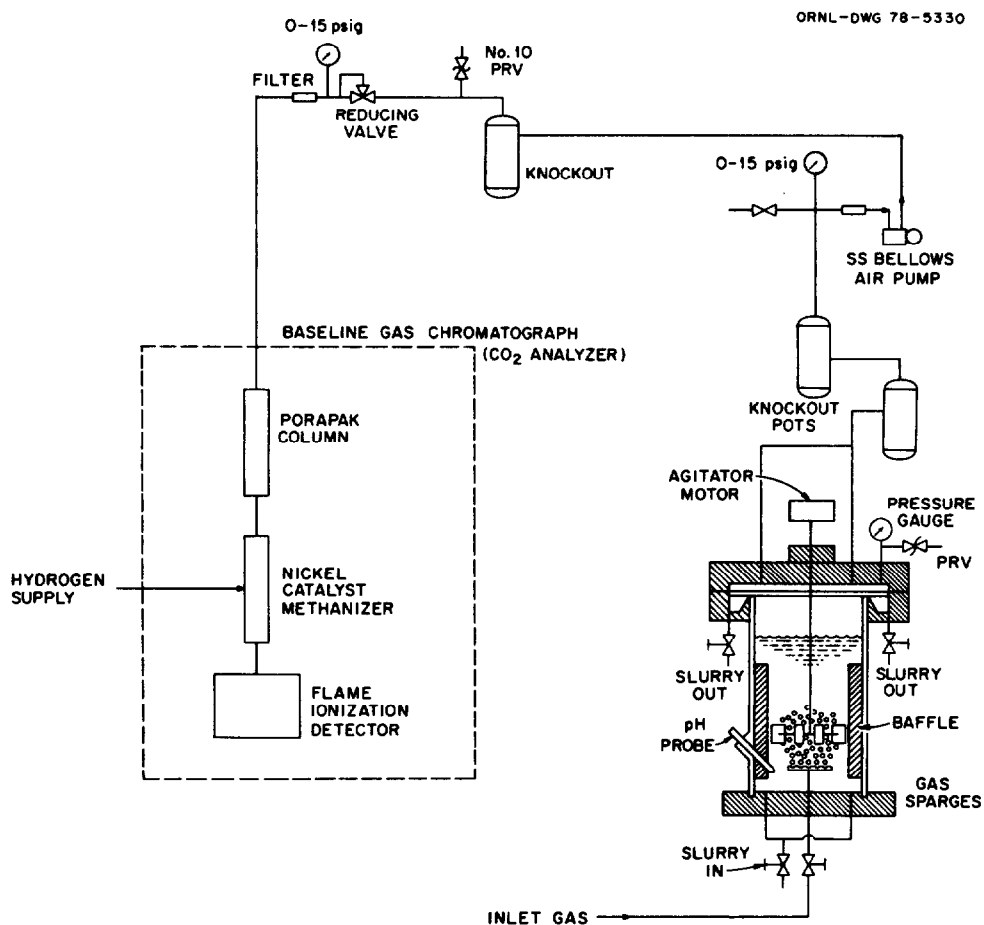 ORNL-DWG 78-5330
0-15 psig
No. 10
PRV
FILTER
REDUCING
VALVE
KNOCKOUT
0-15 psig
SS BELLOWS
AIR PUMP
BASELINE GAS CHROMATOGRAPH
(CO₂ ANALYZER)
KNOCKOUT
POTS
PORAPAK
COLUMN
AGITATOR
MOTOR
PRESSURE
GAUGE
PRV
HYDROGEN
SUPPLY
NICKEL
CATALYST
METHANIZER
SLURRY
OUT
SLURRY
OUT
FLAME
IONIZATION
DETECTOR
pH
PROBE
BAFFLE
GAS
SPARGES
SLURRY
IN
INLET GAS